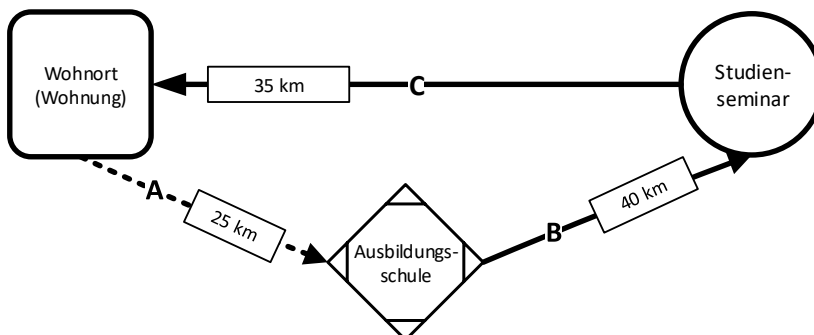 Wohnort
(Wohnung)
35 km
C
Studien-
seminar
A
25 km
Ausbildungs-
schule
B
40 km